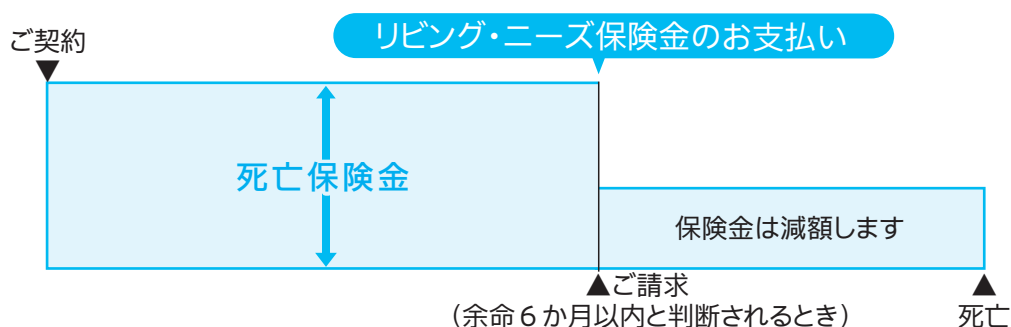 ご契約
リビング・ニーズ保険金のお支払い
▼
死亡保険金
保険金は減額します
▲ご請求
（余命6か月以内と判断されるとき）
▲
死亡